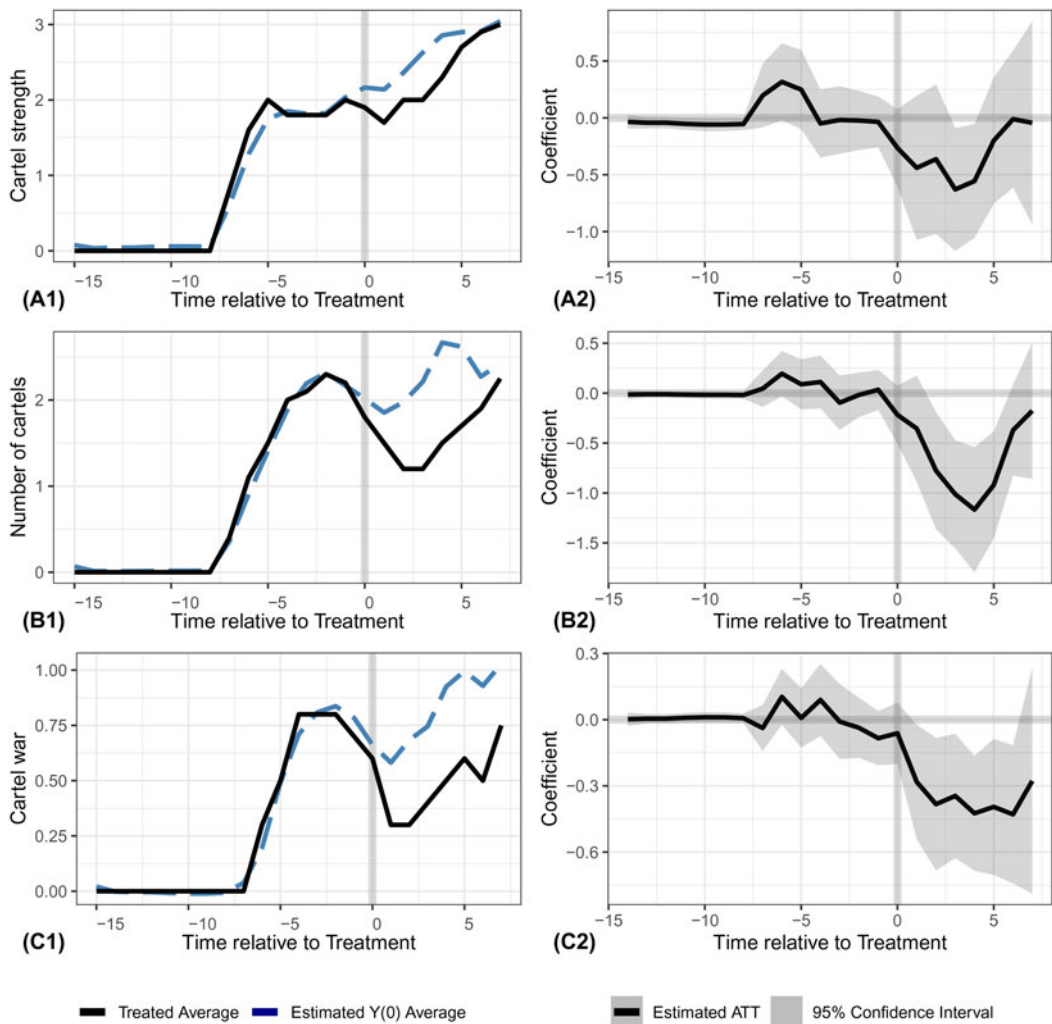 3
2
1
0
Cartel strength
−15 −10 −5 0 5
(A1) Time relative to Treatment
0.5
0.0
−0.5
−1.0
Coefficient
−15 −10 −5 0 5
(A2) Time relative to Treatment
2
1
0
Number of cartels
−15 −10 −5 0 5
(B1) Time relative to Treatment
0.5
0.0
−0.5
−1.0
−1.5
Coefficient
−15 −10 −5 0 5
(B2) Time relative to Treatment
1.00
0.75
0.50
0.25
0.00
Cartel war
−15 −10 −5 0 5
(C1) Time relative to Treatment
0.3
0.0
−0.3
−0.6
Coefficient
−15 −10 −5 0 5
(C2) Time relative to Treatment
Treated Average Estimated Y(0) Average
Estimated ATT 95% Confidence Interval